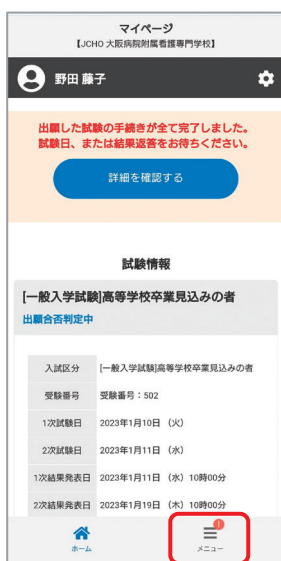 マイページ
【JCHO 大阪病院附属看護専門学校】
野田 藤子
出願した試験の手続きが全て完了しました。
試験日、または結果返答をお待ちください。
詳細を確認する
試験情報
[一般入学試験]高等学校卒業見込みの者
出願合否判定中
入試区分 [一般入学試験]高等学校卒業見込みの者
受験番号 受験番号：502
1次試験日 2023年1月10日 （火）
2次試験日 2023年1月11日 （水）
1次結果発表日 2023年1月11日 （水）10時00分
2次結果発表日 2023年1月19日 （木）10時00分
ホーム
!
メニュー